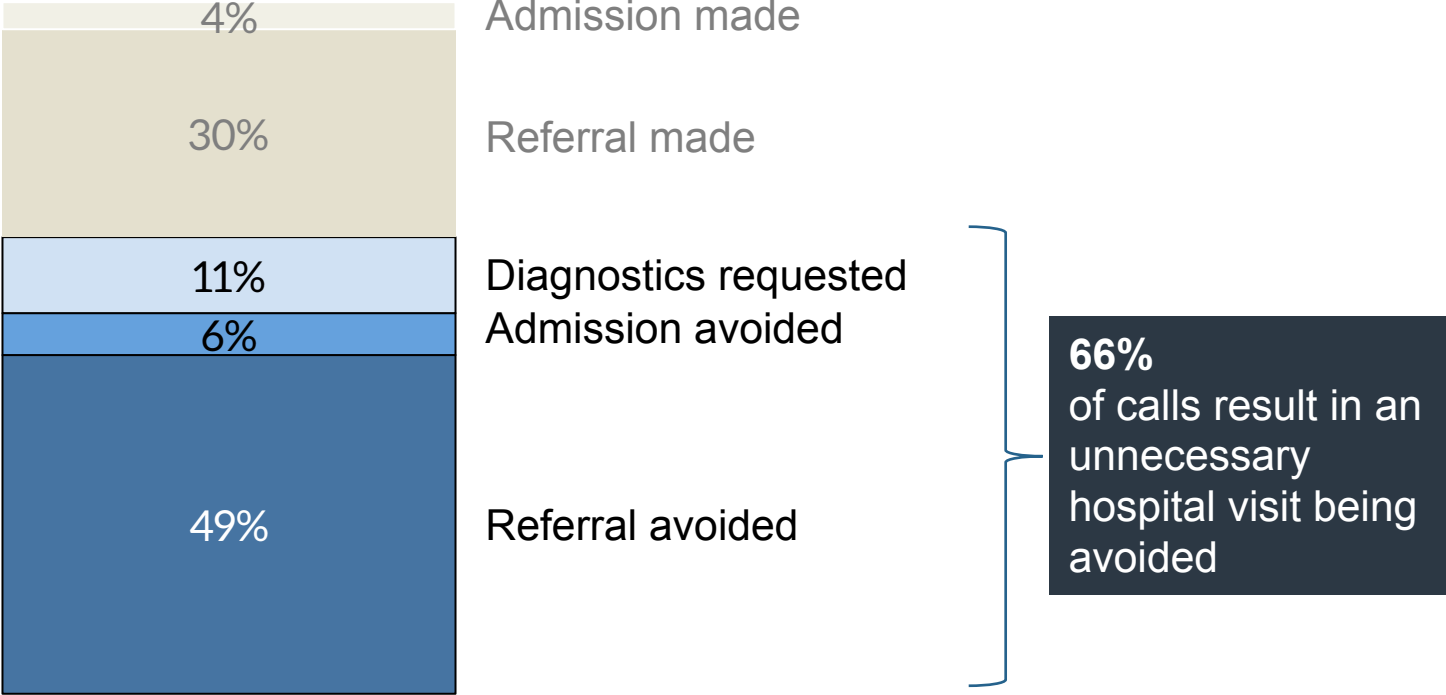 4% Admission made
30% Referral made
11% Diagnostics requested
6% Admission avoided
49% Referral avoided
66%
of calls result in an
unnecessary
hospital visit being
avoided